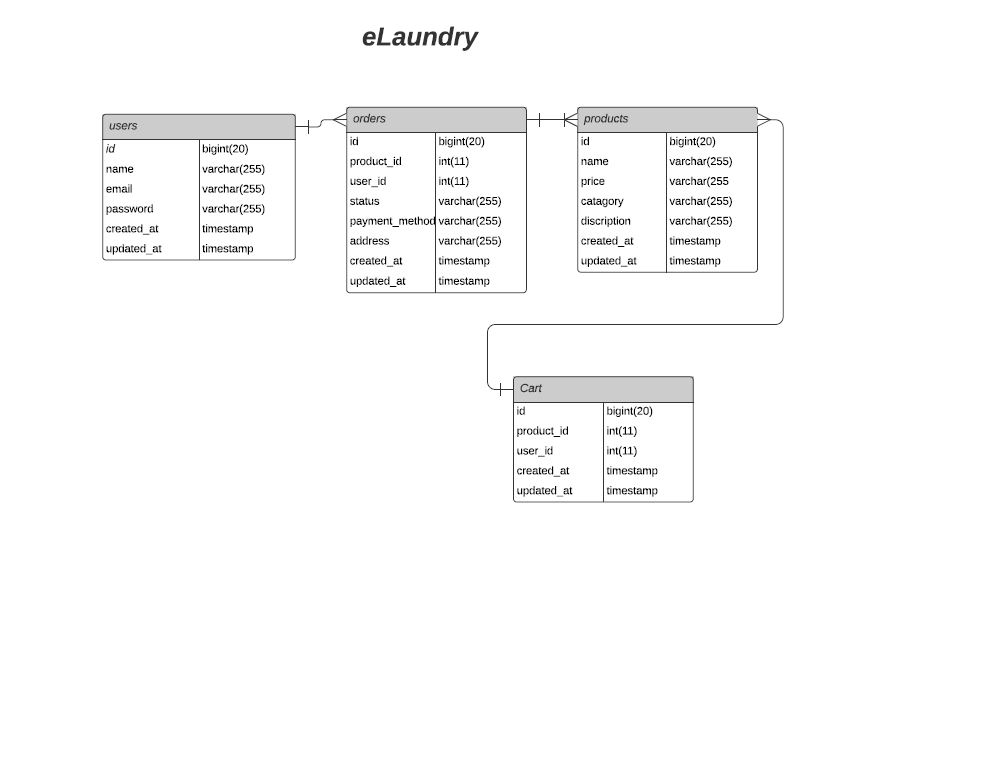 eLaundry
users
id bigint(20)
name varchar(255)
email varchar(255)
password varchar(255)
created_at timestamp
updated_at timestamp
orders
id bigint(20)
product_id int(11)
user_id int(11)
status varchar(255)
payment_method varchar(255)
address varchar(255)
created_at timestamp
updated_at timestamp
products
id bigint(20)
name varchar(255)
price varchar(255
catagory varchar(255)
discription varchar(255)
created_at timestamp
updated_at timestamp
Cart
id bigint(20)
product_id int(11)
user_id int(11)
created_at timestamp
updated_at timestamp